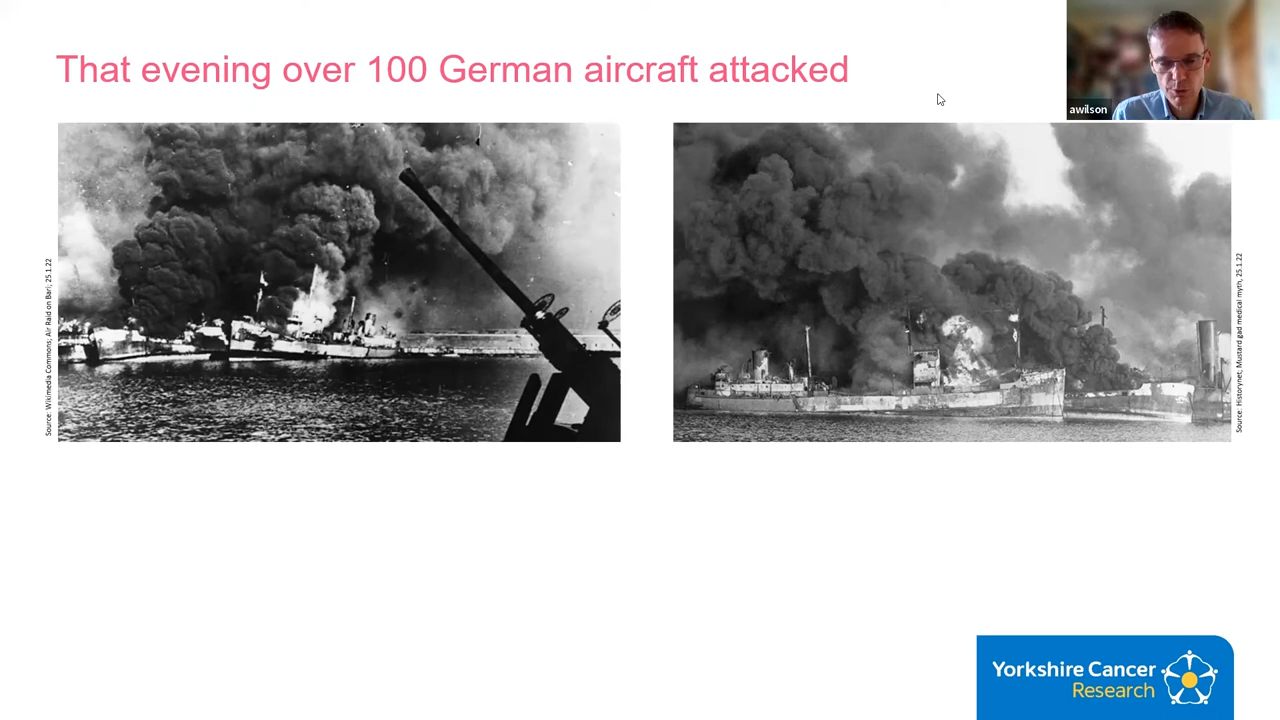 That evening over 100 German aircraft attacked
awilson
Source: Wikimedia Commons; Air Raid on Bari; 25.1.22
Source: Historynet; Mustard gad medical myth, 25.1.22
Yorkshire Cancer
Research